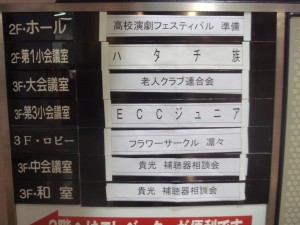 2F・ホール 高校演劇フェスティバル 準備
2F・第1小会議室 ハタチ族
3F・大会議室 老人クラブ連合会
3F・第3小会議室 ECCジュニア
3F・ロビー フラワーサークル 凛々
3F・中会議室 貴光 補聴器相談会
3F・和室 貴光 補聴器相談会